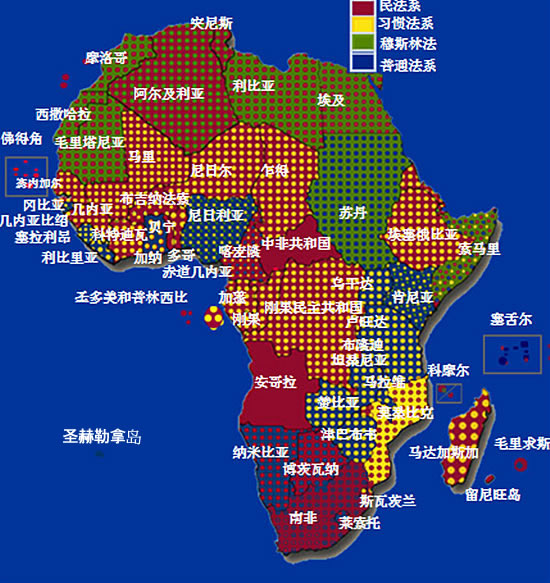 民法系
习惯法系
穆斯林法
普通法系
突尼斯
摩洛哥
阿尔及利亚
利比亚
埃及
西撒哈拉
佛得角
毛里塔尼亚
马里
尼日尔
乍得
塞内加尔
冈比亚
几内亚
布吉纳法索
几内亚比绍
塞拉利昂
科特迪瓦
贝宁
尼日利亚
苏丹
埃塞俄比亚
索马里
利比里亚
加纳
多哥
喀麦隆
中非共和国
赤道几内亚
圣多美和普林西比
加蓬
刚果
刚果民主共和国
乌干达
肯尼亚
卢旺达
布隆迪
坦桑尼亚
塞舌尔
安哥拉
马拉维
科摩尔
赞比亚
莫桑比克
圣赫勒拿岛
纳米比亚
津巴布韦
博茨瓦纳
马达加斯加
毛里求斯
留尼旺岛
南非
斯瓦茨兰
莱索托